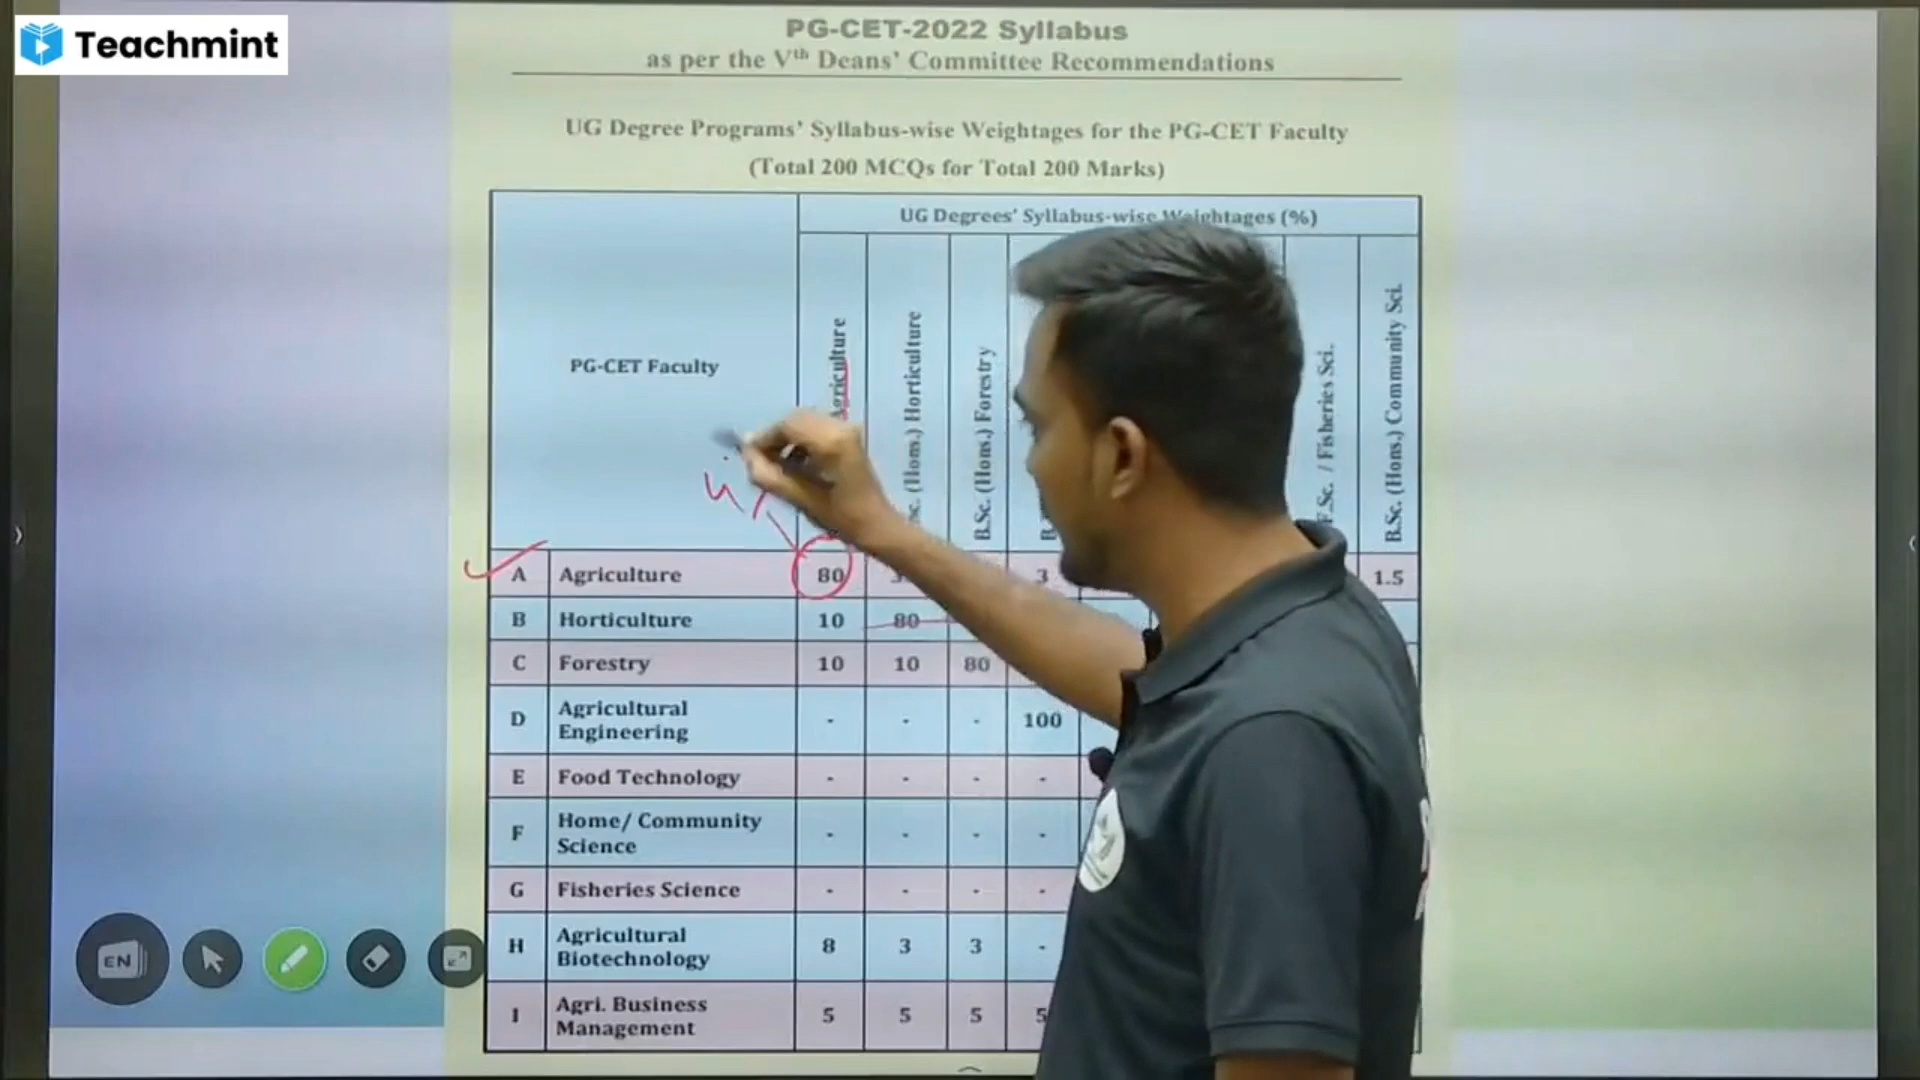 Teachmint
PG-CET-2022 Syllabus
as per the Vth Deans' Committee Recommendations
UG Degree Programs' Syllabus-wise Weightages for the PG-CET Faculty
(Total 200 MCQs for Total 200 Marks)
UG Degrees' Syllabus-wise Weightages (%)
PG-CET Faculty
Agriculture
(Hons.) Horticulture
B.Sc. (Hons.) Forestry
F.Sc. / Fisheries Sci.
B.Sc. (Hons.) Community Sci.
A Agriculture 80 3 1.5
B Horticulture 10 80
C Forestry 10 10 80
D Agricultural Engineering - - - 100
E Food Technology - - - -
F Home/ Community Science - - - -
G Fisheries Science - - - -
H Agricultural Biotechnology 8 3 3 -
I Agri. Business Management 5 5 5 5
EN